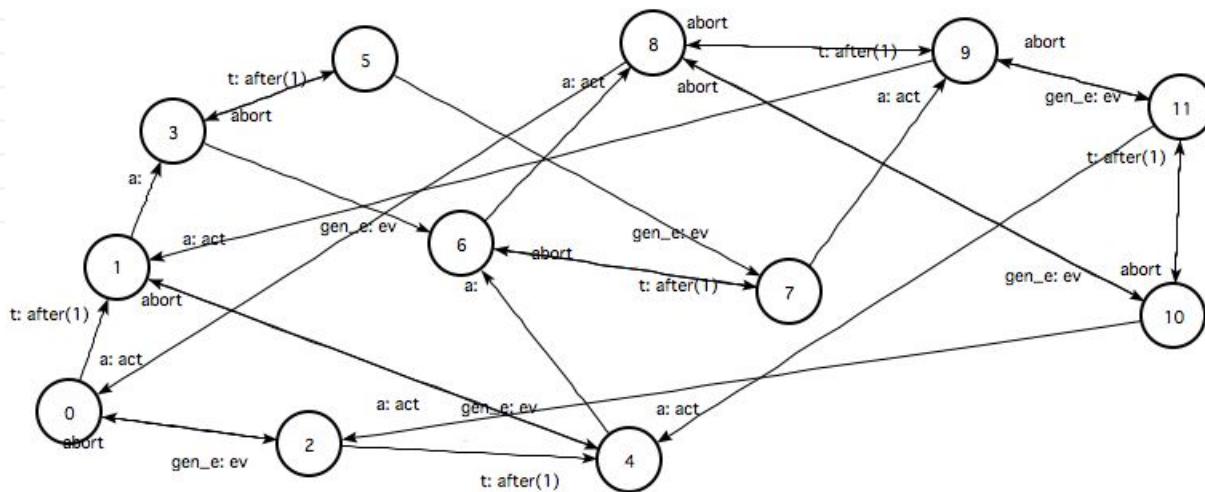 abort
8
abort
9
5
t: after(1)
t: after(1)
a: act
abort
a: act
gen_e: ev
11
abort
3
t: after(1)
a:
gen_e: ev
gen_e: ev
a: act
6
abort
1
abort
a:
t: after(1)
7
gen_e: ev
abort
t: after(1)
10
a: act
0
a: act
gen_e: ev
a: act
abort
2
gen_e: ev
4
t: after(1)